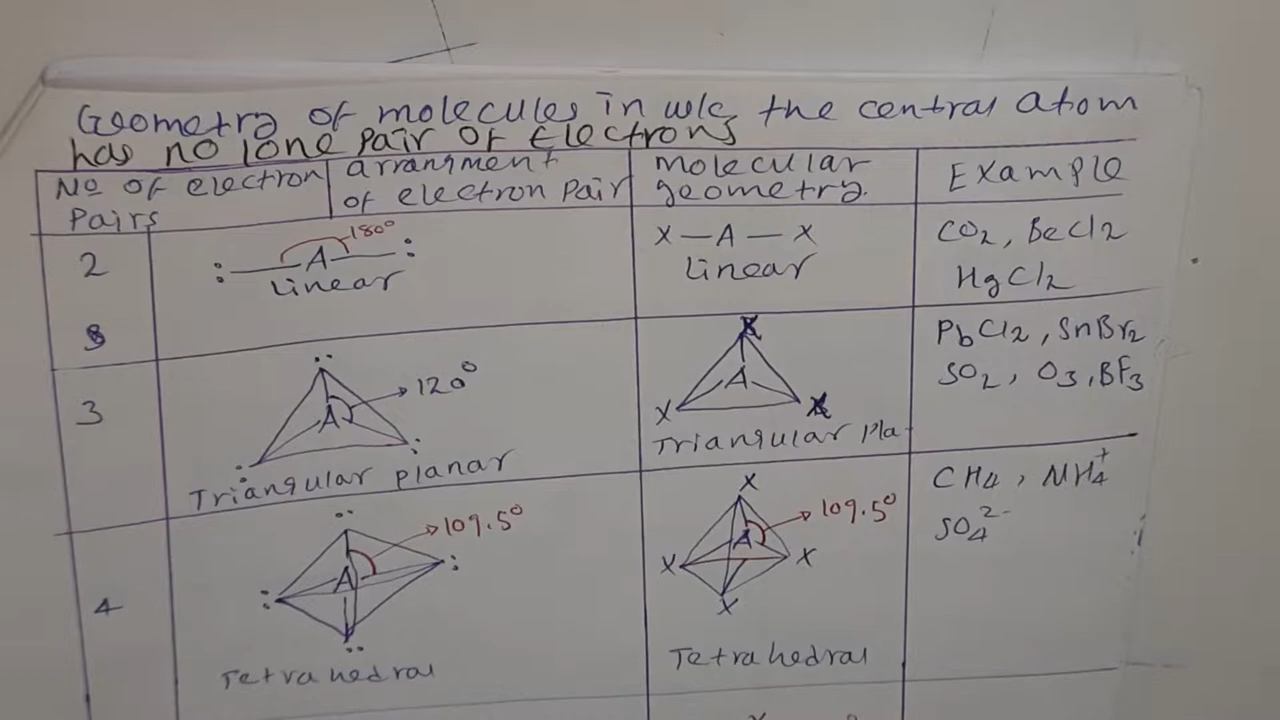 Geometry of molecules in w/c the central atom
has no lone pair of electrons
No of electron pairs
arrangment of electron pair
molecular geometry.
Example
2
:—A—: 180°
Linear
X—A—X
Linear
CO2, BeCl2
HgCl2
PbCl2, SnBr2
3
A 120°
Triangular planar
X A
Triangular Pla
SO2, O3, BF3
4
A 109.5°
Tetrahedral
X X X X A 109.5°
Tetrahedral
CH4, NH4+
SO4 2-